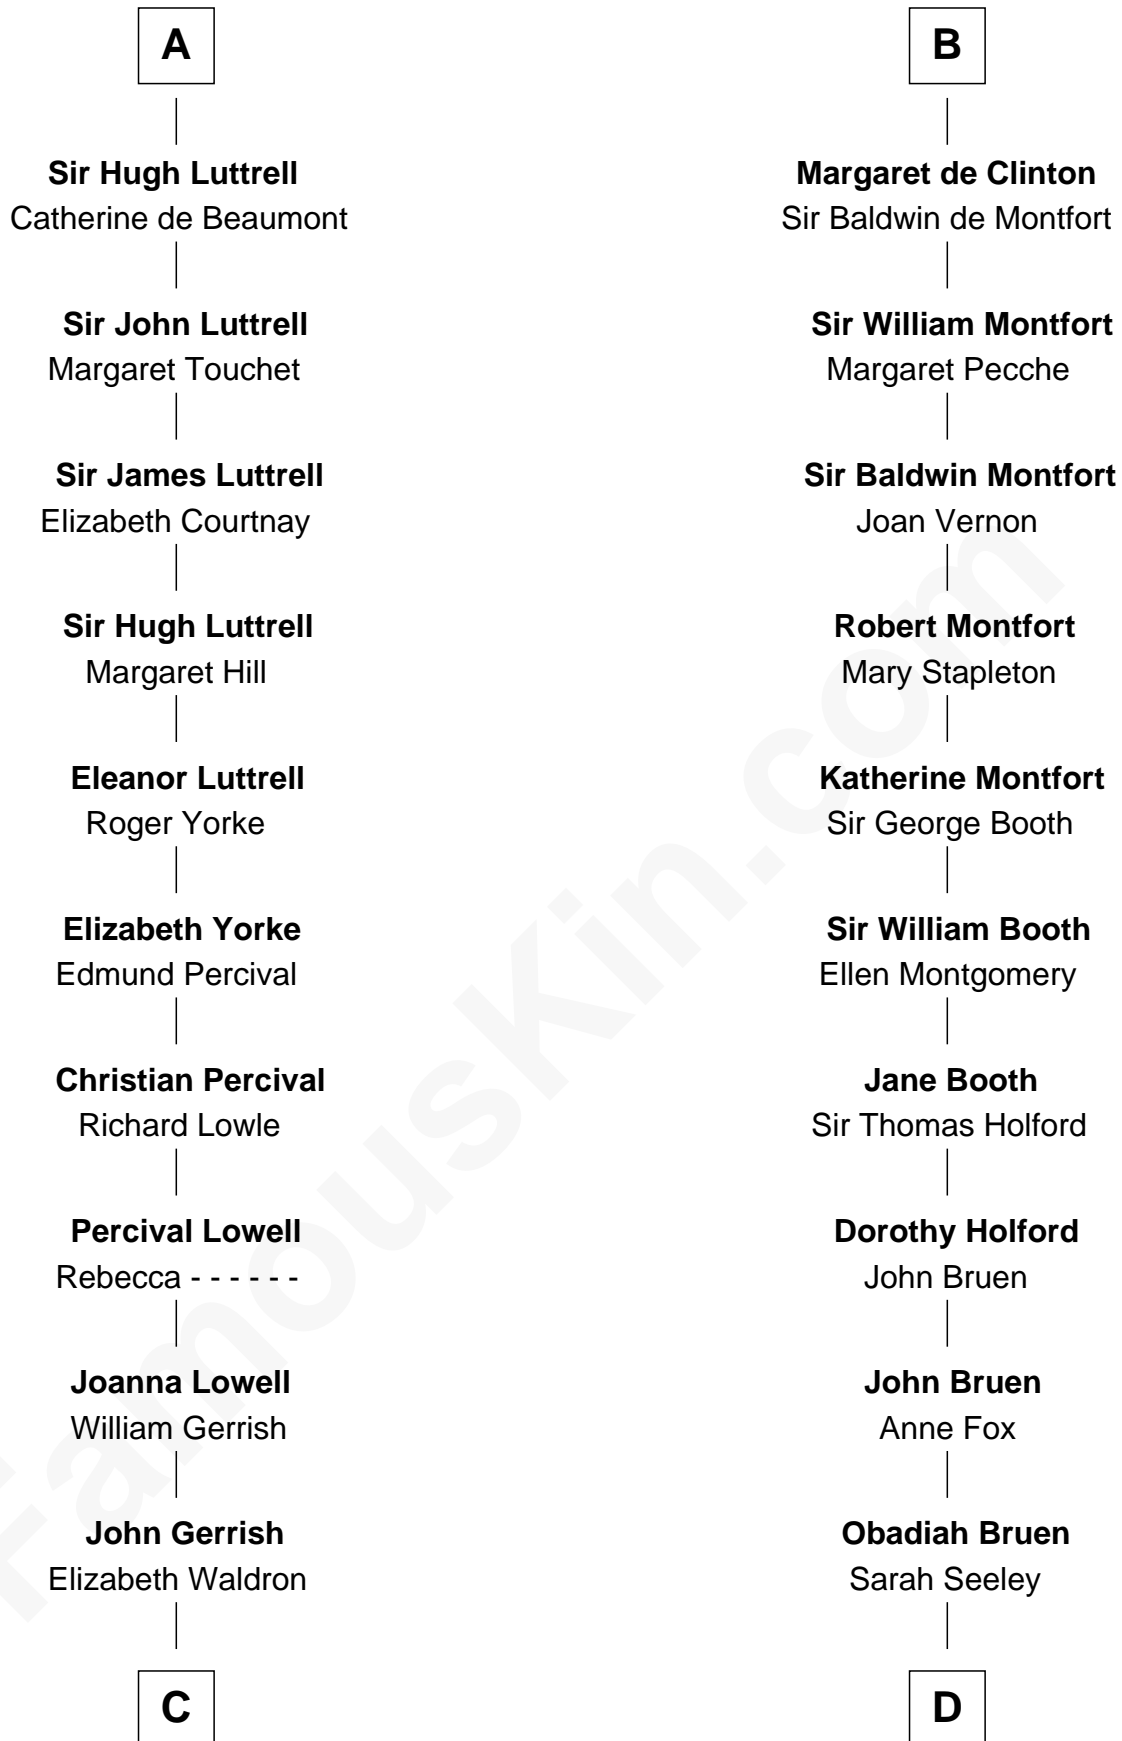 A
Sir Hugh Luttrell
Catherine de Beaumont
Sir John Luttrell
Margaret Touchet
Sir James Luttrell
Elizabeth Courtnay
Sir Hugh Luttrell
Margaret Hill
Eleanor Luttrell
Roger Yorke
Elizabeth Yorke
Edmund Percival
Christian Percival
Richard Lowle
Percival Lowell
Rebecca - - - - - -
Joanna Lowell
William Gerrish
John Gerrish
Elizabeth Waldron
C
B
Margaret de Clinton
Sir Baldwin de Montfort
Sir William Montfort
Margaret Pecche
Sir Baldwin Montfort
Joan Vernon
Robert Montfort
Mary Stapleton
Katherine Montfort
Sir George Booth
Sir William Booth
Ellen Montgomery
Jane Booth
Sir Thomas Holford
Dorothy Holford
John Bruen
John Bruen
Anne Fox
Obadiah Bruen
Sarah Seeley
D
FamousKin.com